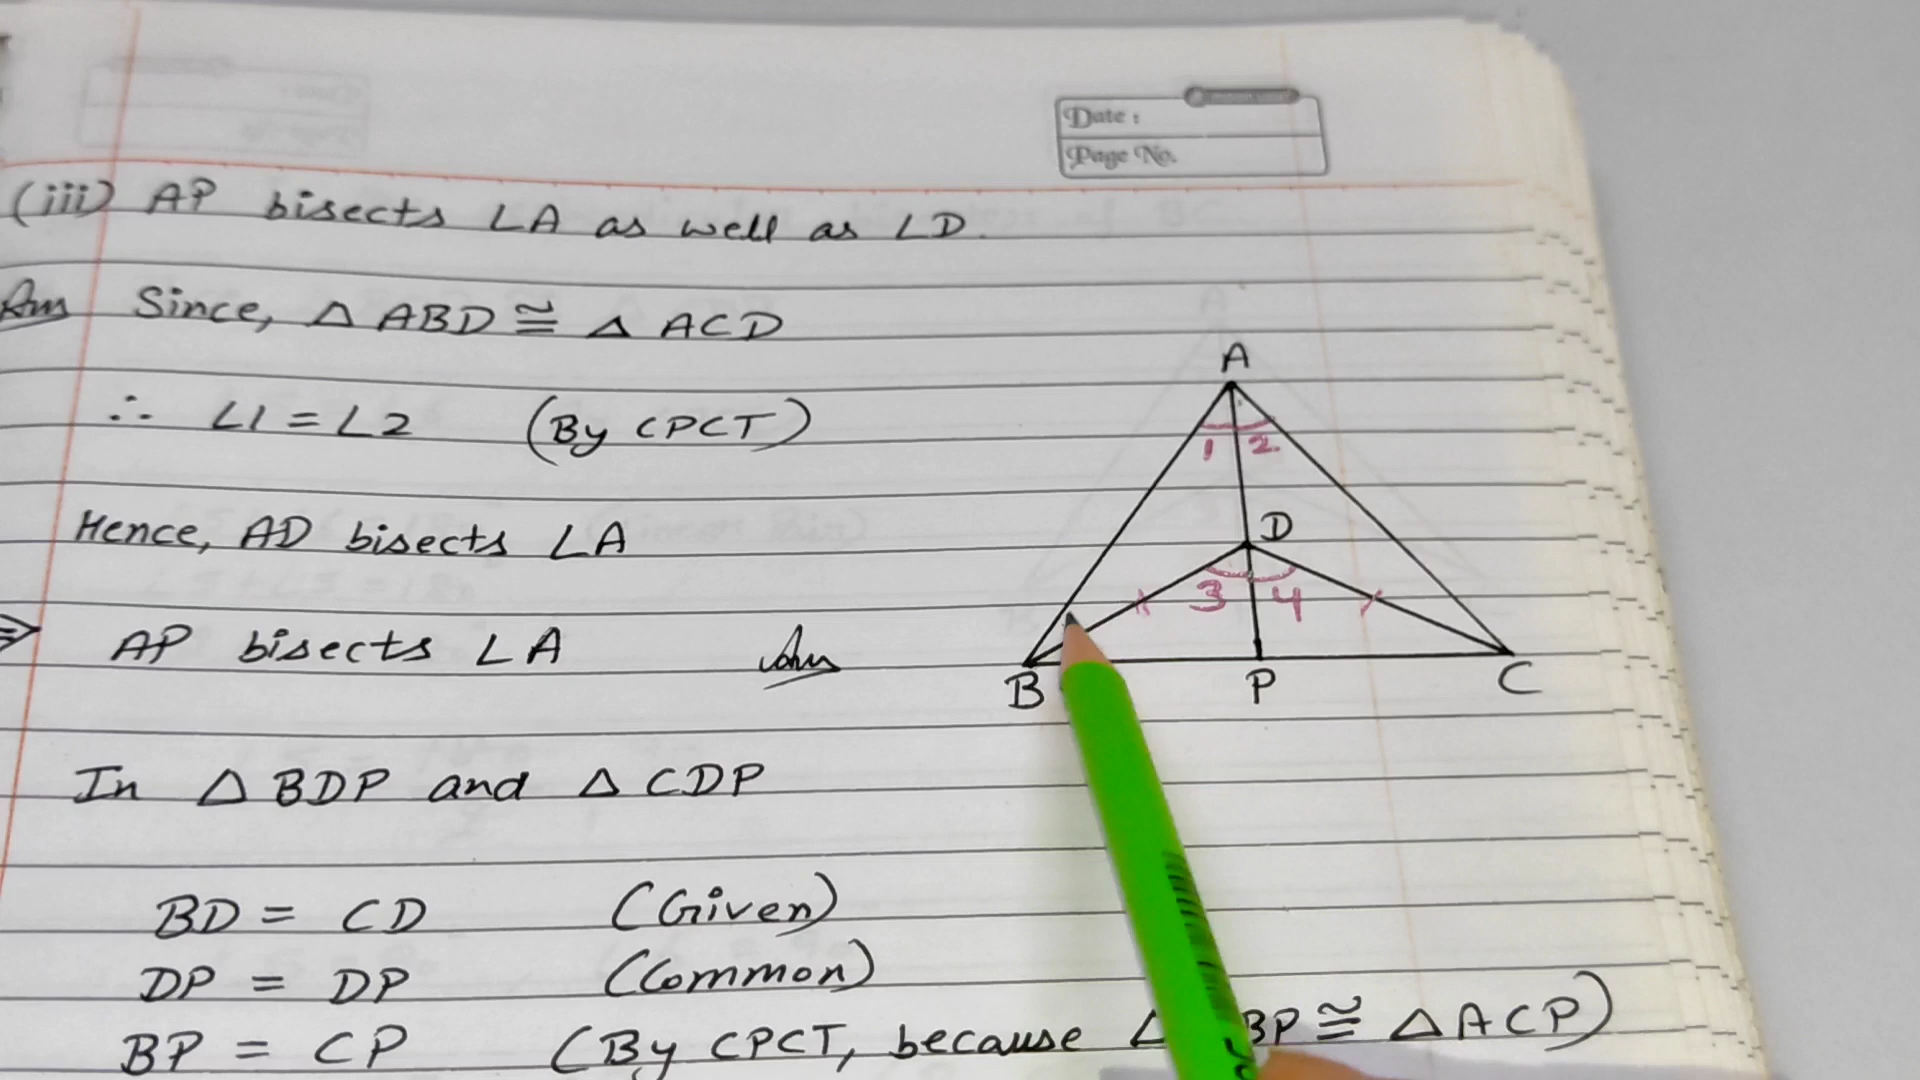 Date :
Page No.
(iii) AP bisects ∠A as well as ∠D.
Ans Since, △ ABD ≅ △ ACD
∴ ∠1 = ∠2 (By CPCT)
Hence, AD bisects ∠A
⇒ AP bisects ∠A Ans
In △ BDP and △ CDP
BD = CD (Given)
DP = DP (Common)
BP = CP (By CPCT, because △ BP ≅ △ ACP)
A
1 2
D
3 4
B P C